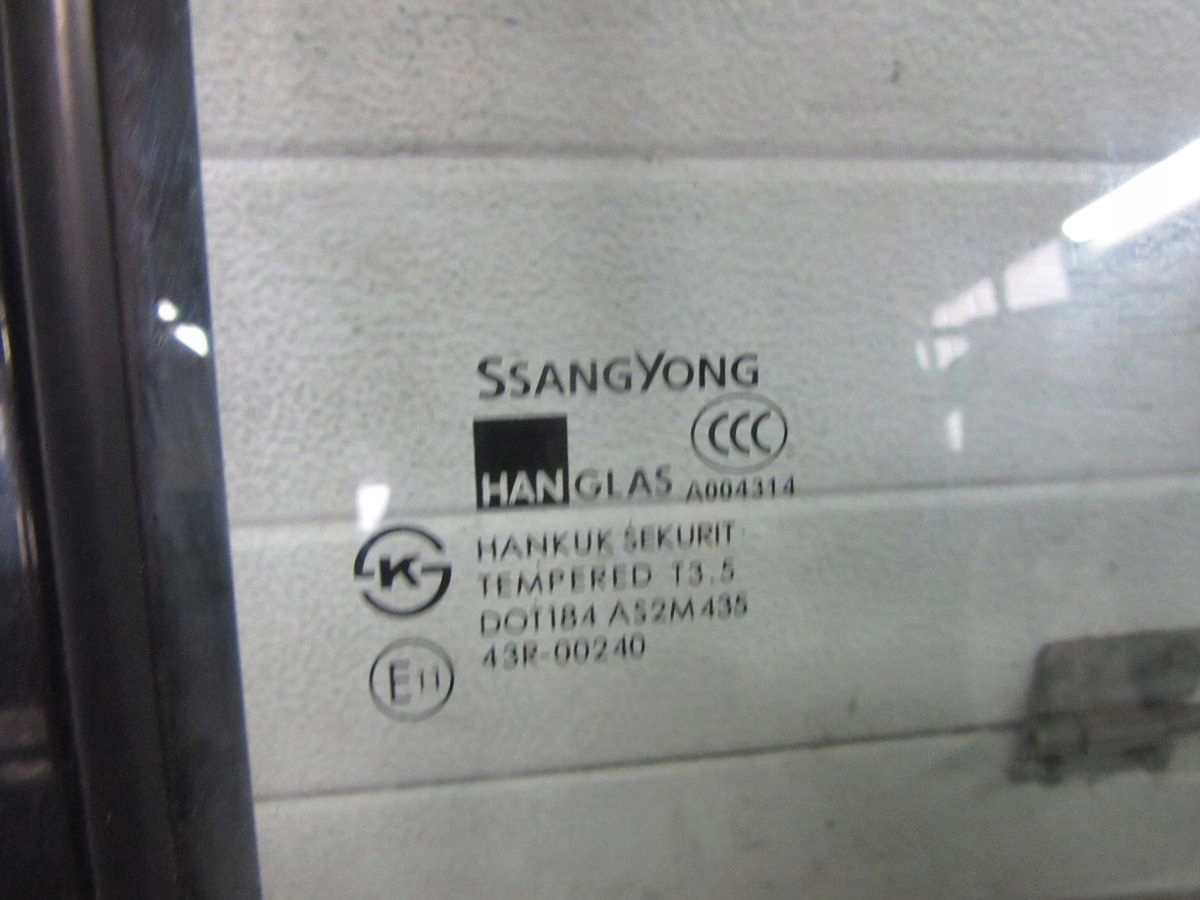 SSANGYONG
CCC
HANGLAS A004314
K HANKUK SEKURIT
TEMPERED T3.5
DOT184 AS2M435
43R-00240
E11